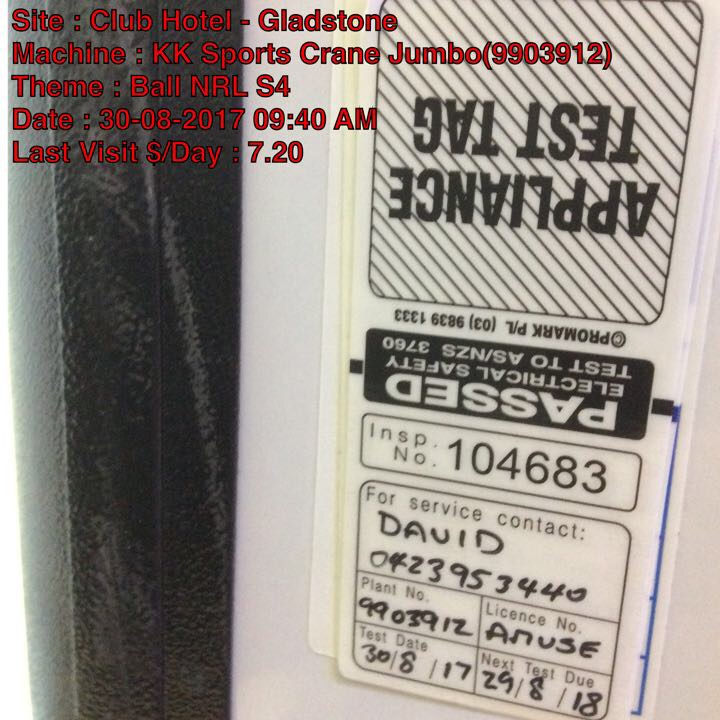 Site : Club Hotel - Gladstone
Machine : KK Sports Crane Jumbo(9903912)
Theme : Ball NRL S4
Date : 30-08-2017 09:40 AM
Last Visit $/Day : 7.20
APPLIANCE
TEST TAG
©PROMARK P/L (03) 9839 1333
PASSED
ELECTRICAL SAFETY
TEST TO AS/NZS 3760
Insp.
No. 104683
For service contact:
DAVID
0423953440
Plant No.
9903912
Licence No.
AMUSE
Test Date
30/8/17
Next Test Due
29/8/18